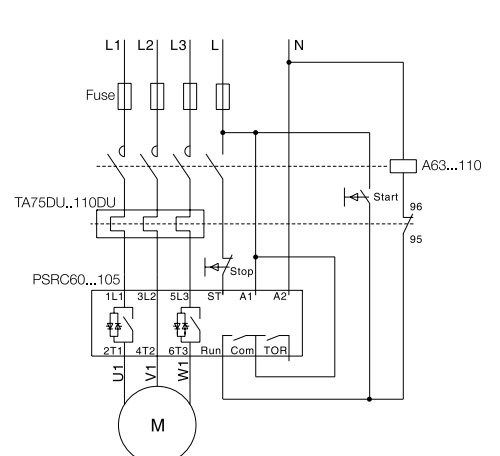 L1 L2 L3 L N
Fuse
A63...110
Start
96
TA75DU..110DU
95
Stop
PSRC60...105
1L1 3L2 5L3 ST A1 A2
2T1 4T2 6T3 Run Com TOR
U1 V1 W1
M